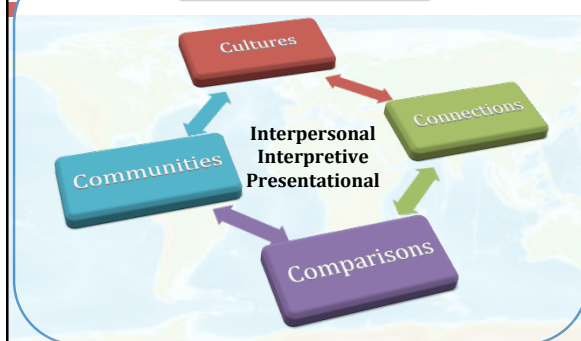 Cultures
Connections
Interpersonal
Interpretive
Presentational
Communities
Comparisons